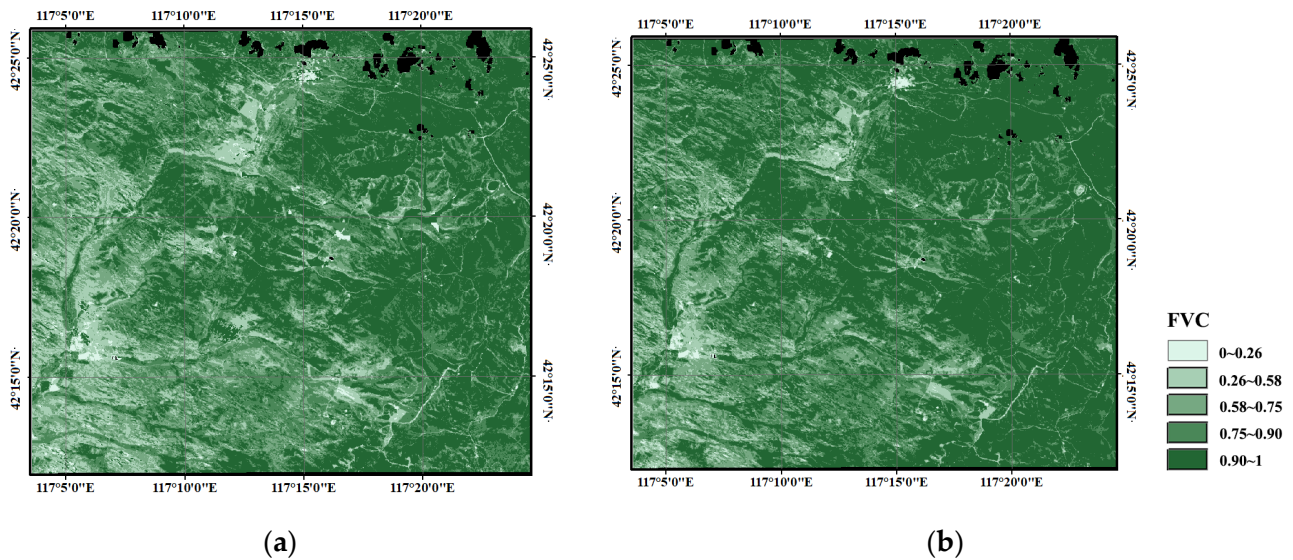 117°5'0"E 117°10'0"E 117°15'0"E 117°20'0"E
117°5'0"E 117°10'0"E 117°15'0"E 117°20'0"E
42°25'0"N 42°25'0"N 42°25'0"N 42°25'0"N
42°20'0"N 42°20'0"N 42°20'0"N 42°20'0"N
42°15'0"N 42°15'0"N 42°15'0"N 42°15'0"N
117°5'0"E 117°10'0"E 117°15'0"E 117°20'0"E
117°5'0"E 117°10'0"E 117°15'0"E 117°20'0"E
FVC
0~0.26
0.26~0.58
0.58~0.75
0.75~0.90
0.90~1
(a)
(b)